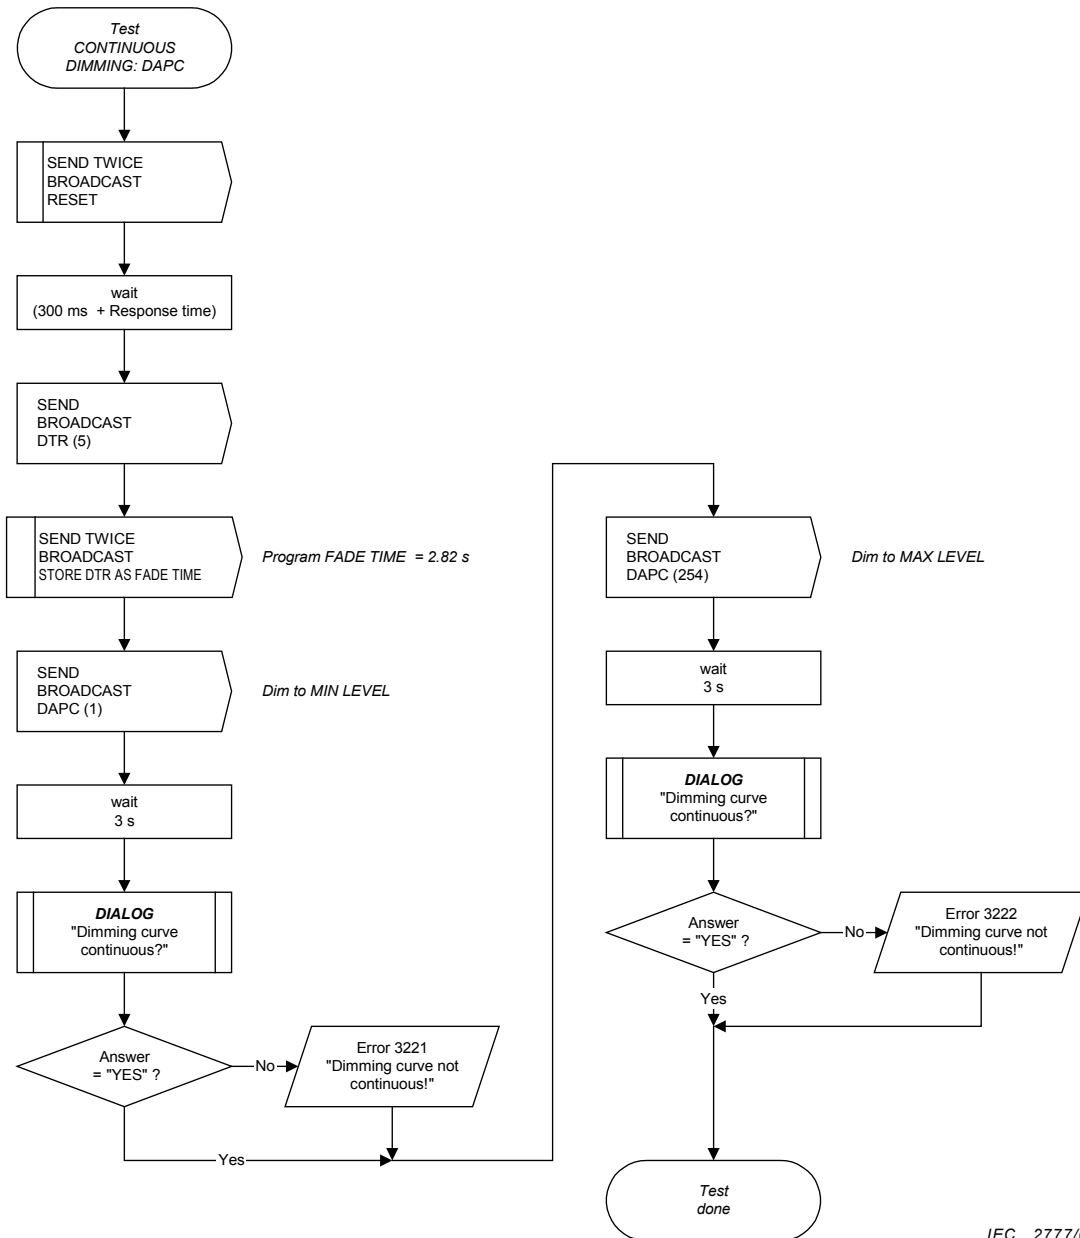 Test
CONTINUOUS
DIMMING: DAPC
SEND TWICE
BROADCAST
RESET
wait
(300 ms + Response time)
SEND
BROADCAST
DTR (5)
SEND TWICE
BROADCAST
STORE DTR AS FADE TIME
Program FADE TIME = 2.82 s
SEND
BROADCAST
DAPC (1)
Dim to MIN LEVEL
wait
3 s
DIALOG
"Dimming curve
continuous?"
Answer
= "YES" ?
No
Error 3221
"Dimming curve not
continuous!"
Yes
SEND
BROADCAST
DAPC (254)
Dim to MAX LEVEL
wait
3 s
DIALOG
"Dimming curve
continuous?"
Answer
= "YES" ?
No
Error 3222
"Dimming curve not
continuous!"
Yes
Test
done
IEC 2777/